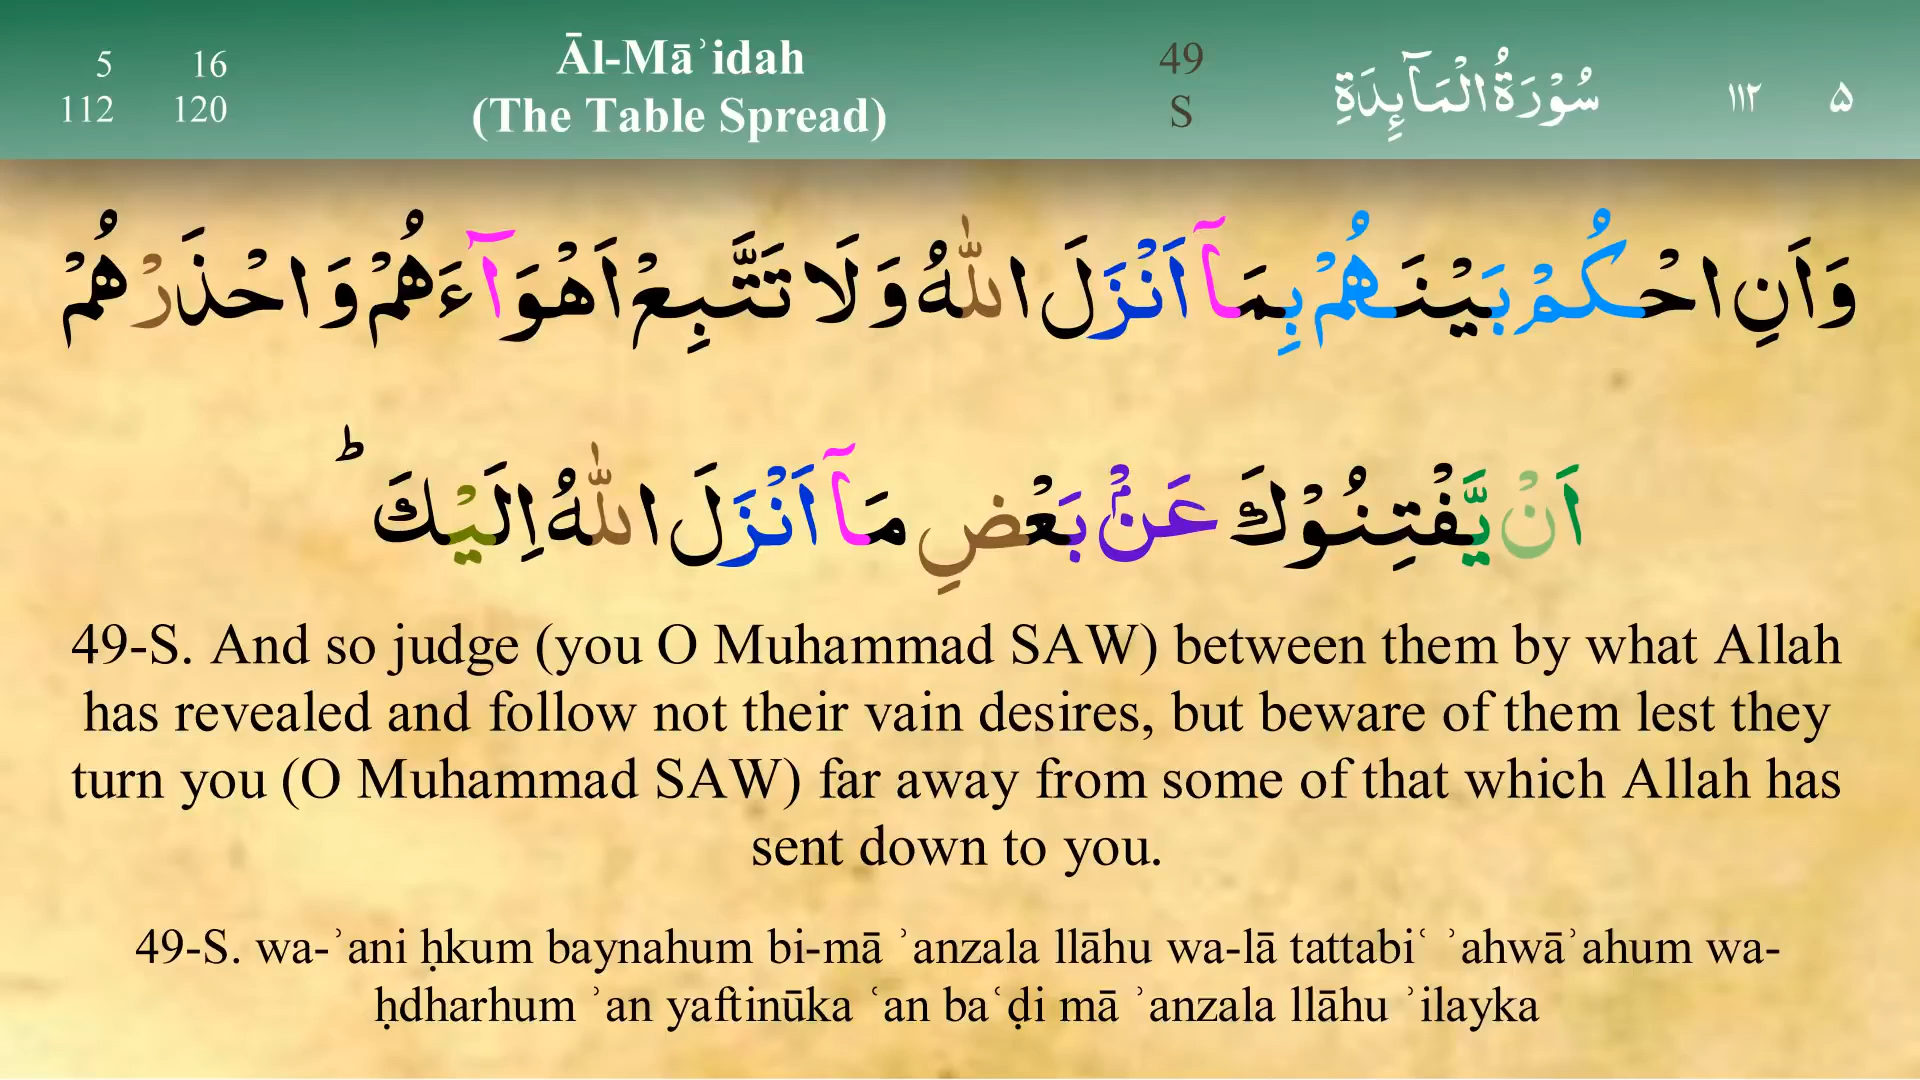 5 16
112 120
Āl-Māʾidah
(The Table Spread)
49
S
سُوْرَةُ الْمَآئِدَةِ
١١٢
۵
وَاَنِ احْكُمْ بَيْنَهُمْ بِمَآ اَنْزَلَ اللّٰهُ وَلَا تَتَّبِعْ اَهْوَآءَهُمْ وَاحْذَرْهُمْ
اَنْ يَّفْتِنُوْكَ عَنْۢ بَعْضِ مَآ اَنْزَلَ اللّٰهُ اِلَيْكَ ؕ
49-S. And so judge (you O Muhammad SAW) between them by what Allah
has revealed and follow not their vain desires, but beware of them lest they
turn you (O Muhammad SAW) far away from some of that which Allah has
sent down to you.
49-S. wa-ʾani ḥkum baynahum bi-mā ʾanzala llāhu wa-lā tattabiʿ ʾahwāʾahum wa-
ḥdharhum ʾan yaftinūka ʿan baʿḍi mā ʾanzala llāhu ʾilayka